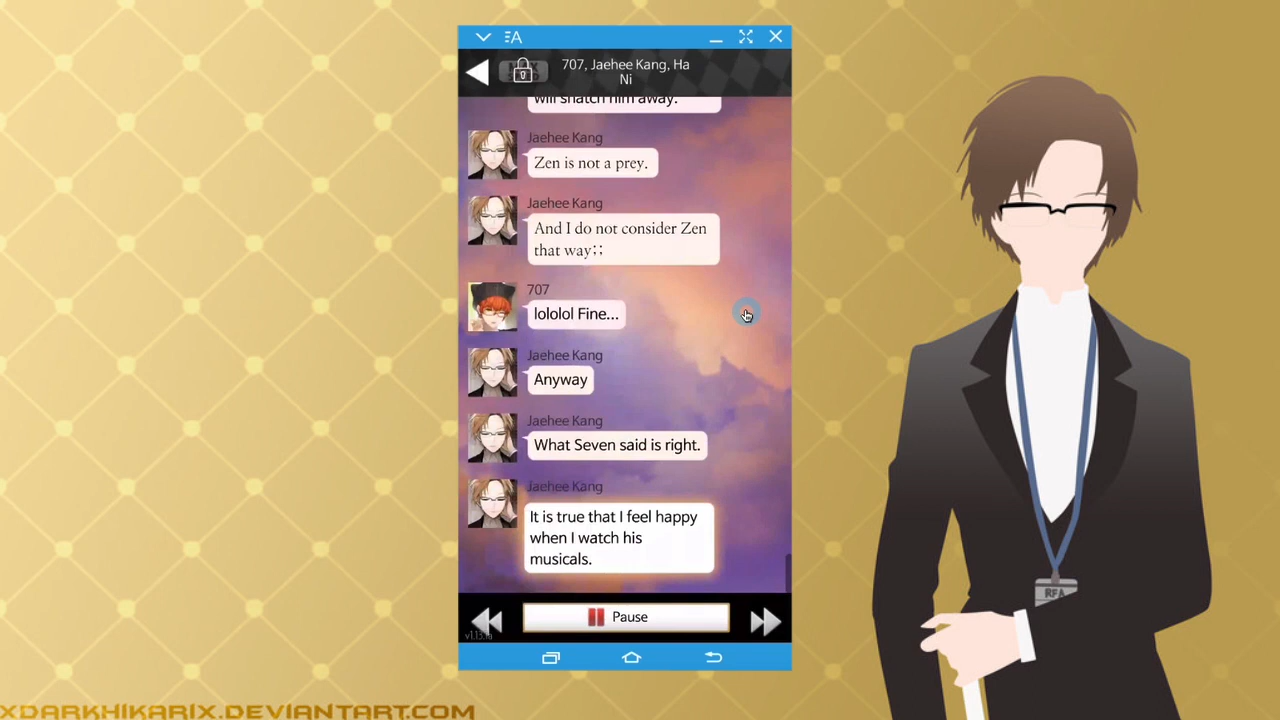 ΞA
707, Jaehee Kang, Ha
Ni
will snatch him away.
Jaehee Kang
Zen is not a prey.
Jaehee Kang
And I do not consider Zen
that way;;
707
lololol Fine...
Jaehee Kang
Anyway
Jaehee Kang
What Seven said is right.
Jaehee Kang
It is true that I feel happy
when I watch his
musicals.
Pause
RFA
XDARKHIKARIX.DEVIANTART.COM